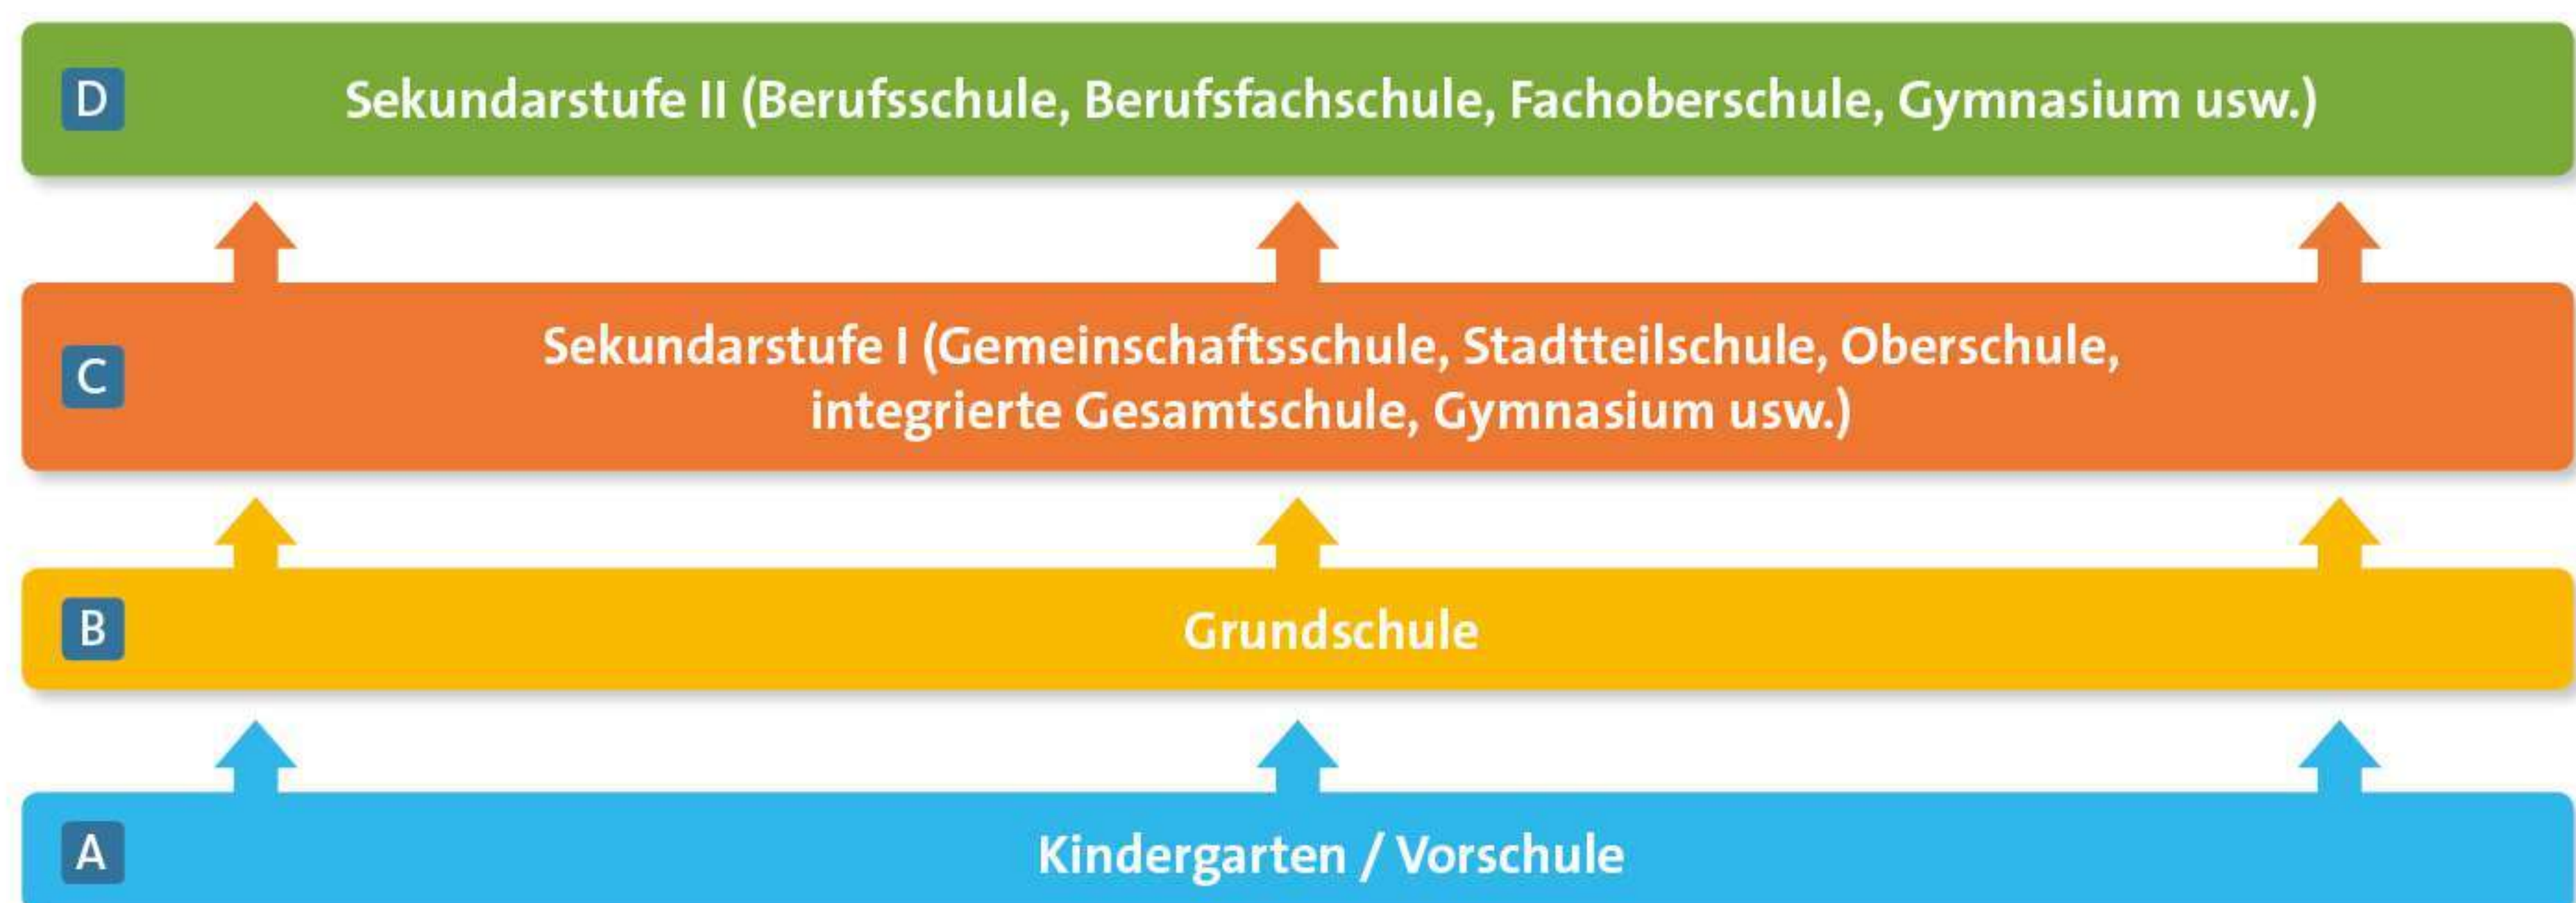 D
Sekundarstufe II (Berufsschule, Berufsfachschule, Fachoberschule, Gymnasium usw.)
C
Sekundarstufe I (Gemeinschaftsschule, Stadtteilschule, Oberschule,
integrierte Gesamtschule, Gymnasium usw.)
B
Grundschule
A
Kindergarten / Vorschule